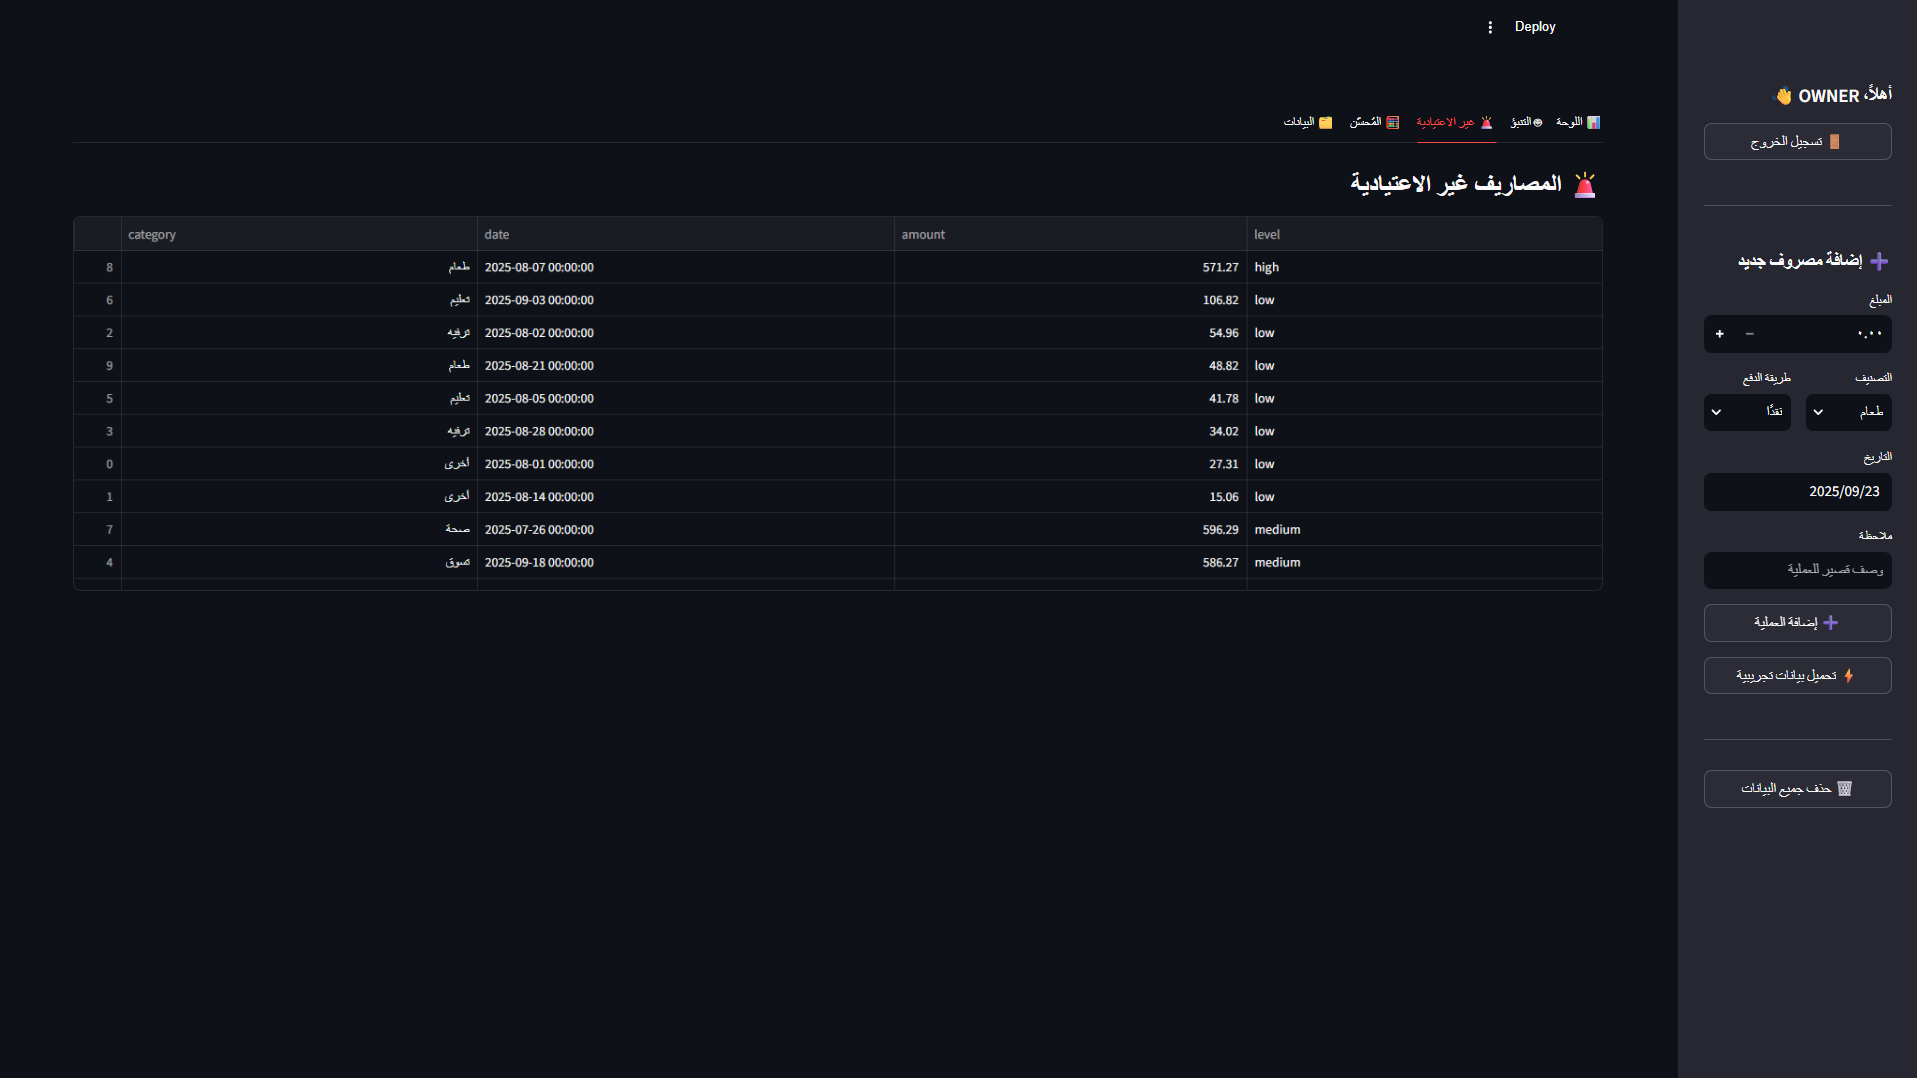 Deploy
أهلاً، OWNER 👋
🚪 تسجيل الخروج
➕ إضافة مصروف جديد
المبلغ
٠.٠٠
التصنيف
طريقة الدفع
طعام
نقدًا
التاريخ
2025/09/23
ملاحظة
وصف قصير للعملية
➕ إضافة العملية
⚡ تحميل بيانات تجريبية
🗑️ حذف جميع البيانات
📊 اللوحة
التنبؤ
🚨 غير الاعتيادية
🧮 المُحسّن
🗂️ البيانات
🚨 المصاريف غير الاعتيادية
category date amount level
8 طعام 2025-08-07 00:00:00 571.27 high
6 تعليم 2025-09-03 00:00:00 106.82 low
2 ترفيه 2025-08-02 00:00:00 54.96 low
9 طعام 2025-08-21 00:00:00 48.82 low
5 تعليم 2025-08-05 00:00:00 41.78 low
3 ترفيه 2025-08-28 00:00:00 34.02 low
0 أخرى 2025-08-01 00:00:00 27.31 low
1 أخرى 2025-08-14 00:00:00 15.06 low
7 صحة 2025-07-26 00:00:00 596.29 medium
4 تسوق 2025-09-18 00:00:00 586.27 medium